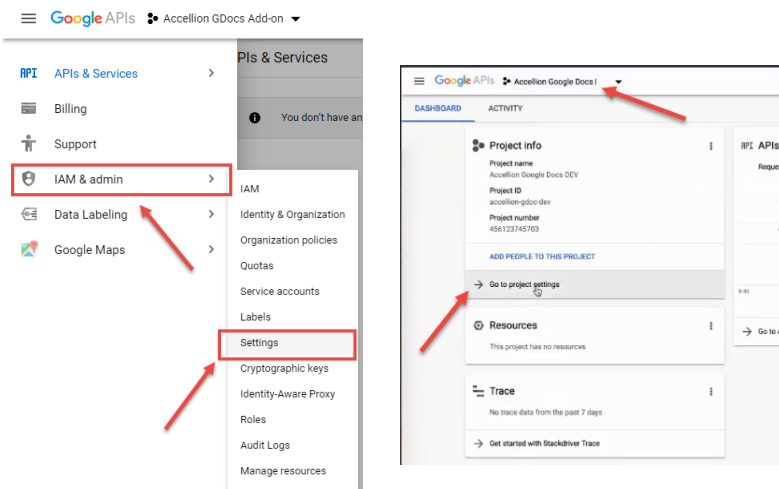 Google APIs Accellion GDocs Add-on
PIs & Services
API APIs & Services
Billing
You don't have an
Support
IAM & admin
Data Labeling
Google Maps
IAM
Identity & Organization
Organization policies
Quotas
Service accounts
Labels
Settings
Cryptographic keys
Identity-Aware Proxy
Roles
Audit Logs
Manage resources
Google APIs Accellion Google Docs
DASHBOARD ACTIVITY
Project info
Project name
Accellion Google Docs DEV
Project ID
accellion-gdoc-dev
Project number
456123745703
ADD PEOPLE TO THIS PROJECT
Go to project settings
Resources
This project has no resources
Trace
No trace data from the past 7 days
Get started with Stackdriver Trace
API APIs
Reque
Go to